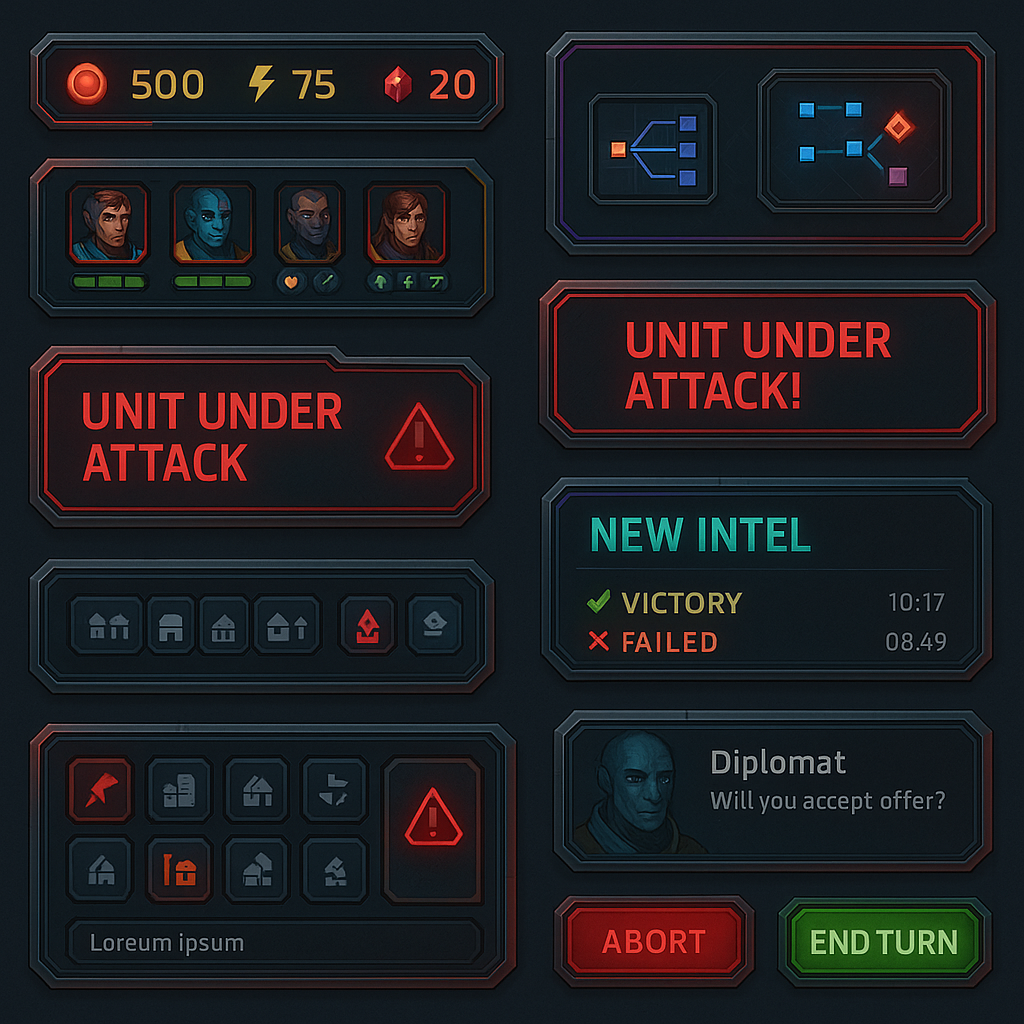 500 75 20
UNIT UNDER
ATTACK
Loreum ipsum
UNIT UNDER
ATTACK!
NEW INTEL
VICTORY 10:17
FAILED 08.49
Diplomat
Will you accept offer?
ABORT
END TURN